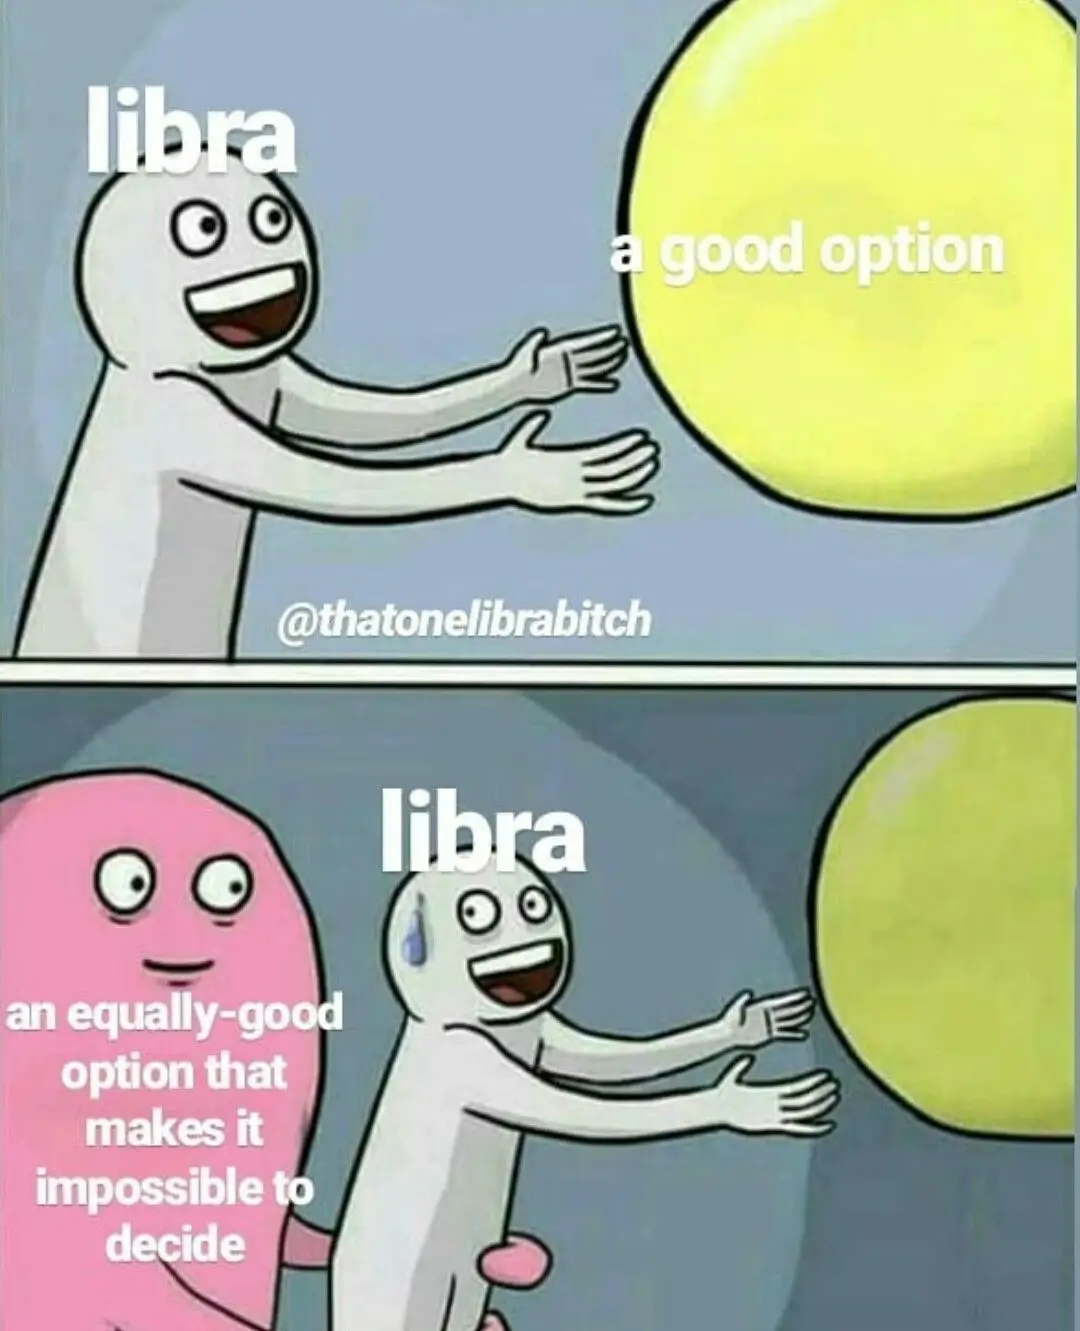 libra
a good option
@thatonelibrabitch
libra
an equally-good
option that
makes it
impossible to
decide